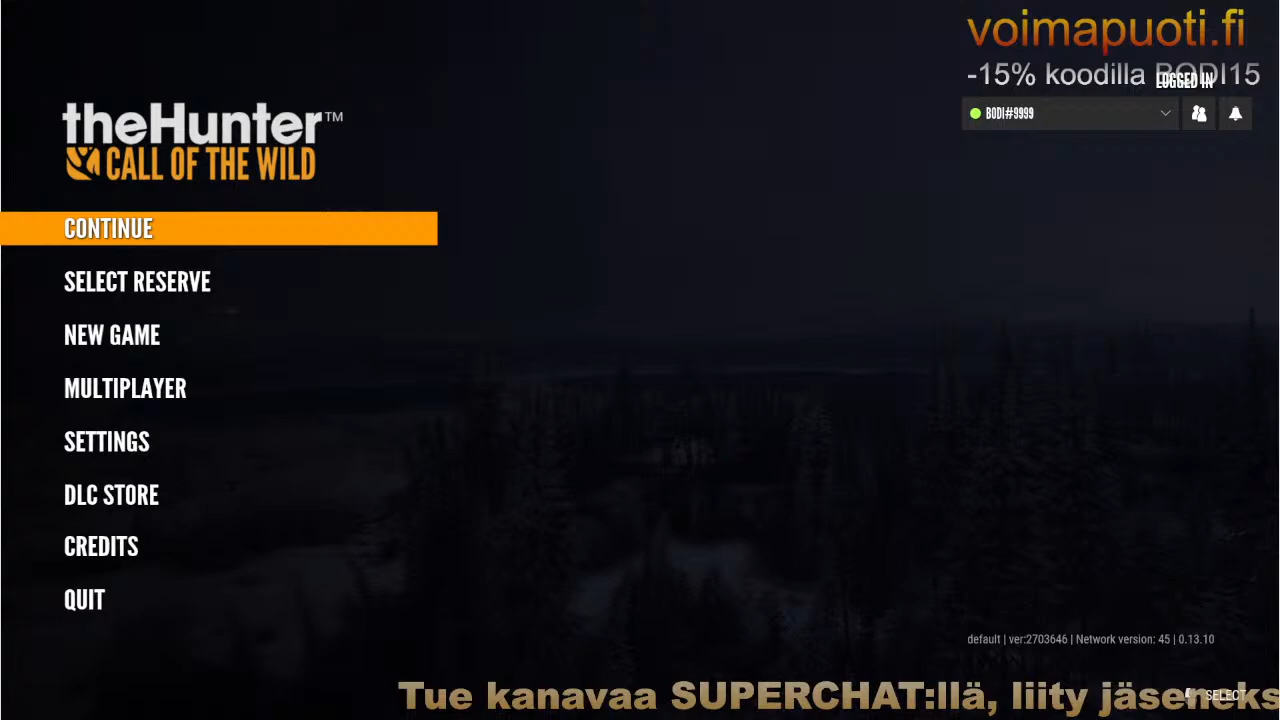 voimapuoti.fi
-15% koodilla BODI15
LOGGED IN
BODI#9999
theHunter™
CALL OF THE WILD
CONTINUE
SELECT RESERVE
NEW GAME
MULTIPLAYER
SETTINGS
DLC STORE
CREDITS
QUIT
default | ver:2703646 | Network version: 45 | 0.13.10
Tue kanavaa SUPERCHAT:llä, liity jäseneks
SELECT